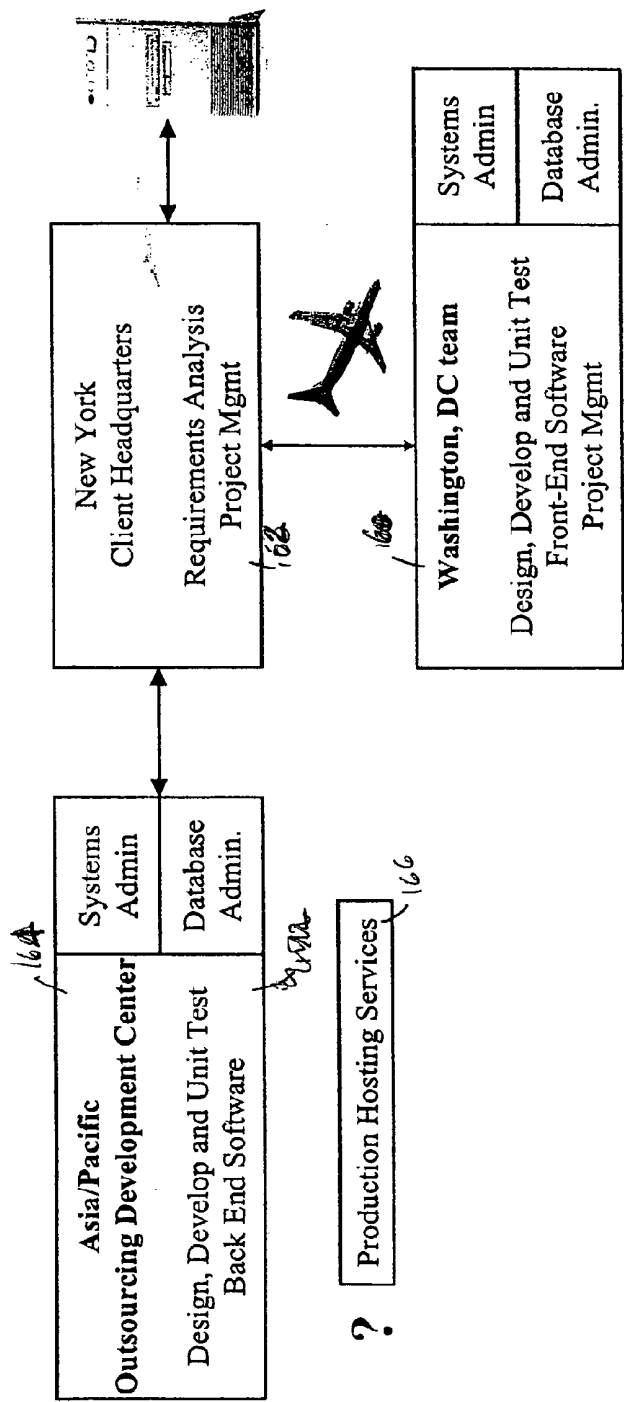 Asia/Pacific
Outsourcing Development Center
Design, Develop and Unit Test
Back End Software
Systems
Admin
Database
Admin.
?
Production Hosting Services
166
New York
Client Headquarters
Requirements Analysis
Project Mgmt
Washington, DC team
Design, Develop and Unit Test
Front-End Software
Project Mgmt
Systems
Admin
Database
Admin.